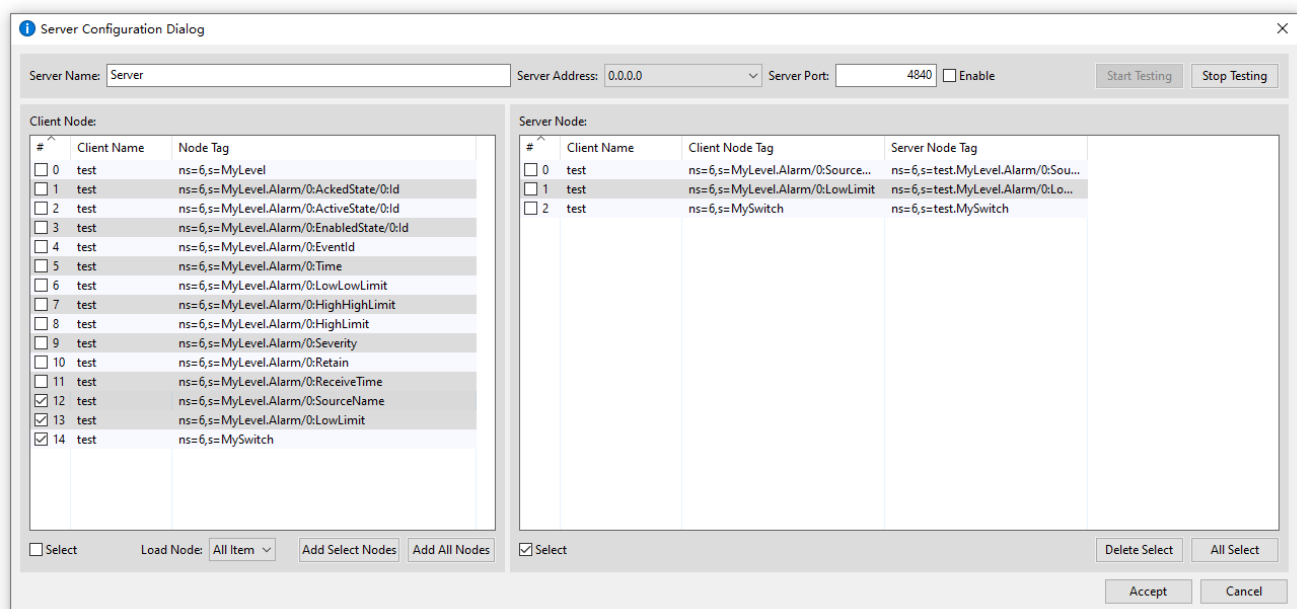 Server Configuration Dialog
Server Name: Server Server Address: 0.0.0.0 Server Port: 4840 Enable Start Testing Stop Testing
Client Node:
# Client Name Node Tag
0 test ns=6,s=MyLevel
1 test ns=6,s=MyLevel.Alarm/0:AckedState/0:Id
2 test ns=6,s=MyLevel.Alarm/0:ActiveState/0:Id
3 test ns=6,s=MyLevel.Alarm/0:EnabledState/0:Id
4 test ns=6,s=MyLevel.Alarm/0:EventId
5 test ns=6,s=MyLevel.Alarm/0:Time
6 test ns=6,s=MyLevel.Alarm/0:LowLowLimit
7 test ns=6,s=MyLevel.Alarm/0:HighHighLimit
8 test ns=6,s=MyLevel.Alarm/0:HighLimit
9 test ns=6,s=MyLevel.Alarm/0:Severity
10 test ns=6,s=MyLevel.Alarm/0:Retain
11 test ns=6,s=MyLevel.Alarm/0:ReceiveTime
12 test ns=6,s=MyLevel.Alarm/0:SourceName
13 test ns=6,s=MyLevel.Alarm/0:LowLimit
14 test ns=6,s=MySwitch
Select Load Node: All Item Add Select Nodes Add All Nodes
Server Node:
# Client Name Client Node Tag Server Node Tag
0 test ns=6,s=MyLevel.Alarm/0:Source... ns=6,s=test.MyLevel.Alarm/0:Sou...
1 test ns=6,s=MyLevel.Alarm/0:LowLimit ns=6,s=test.MyLevel.Alarm/0:Lo...
2 test ns=6,s=MySwitch ns=6,s=test.MySwitch
Select Delete Select All Select
Accept Cancel